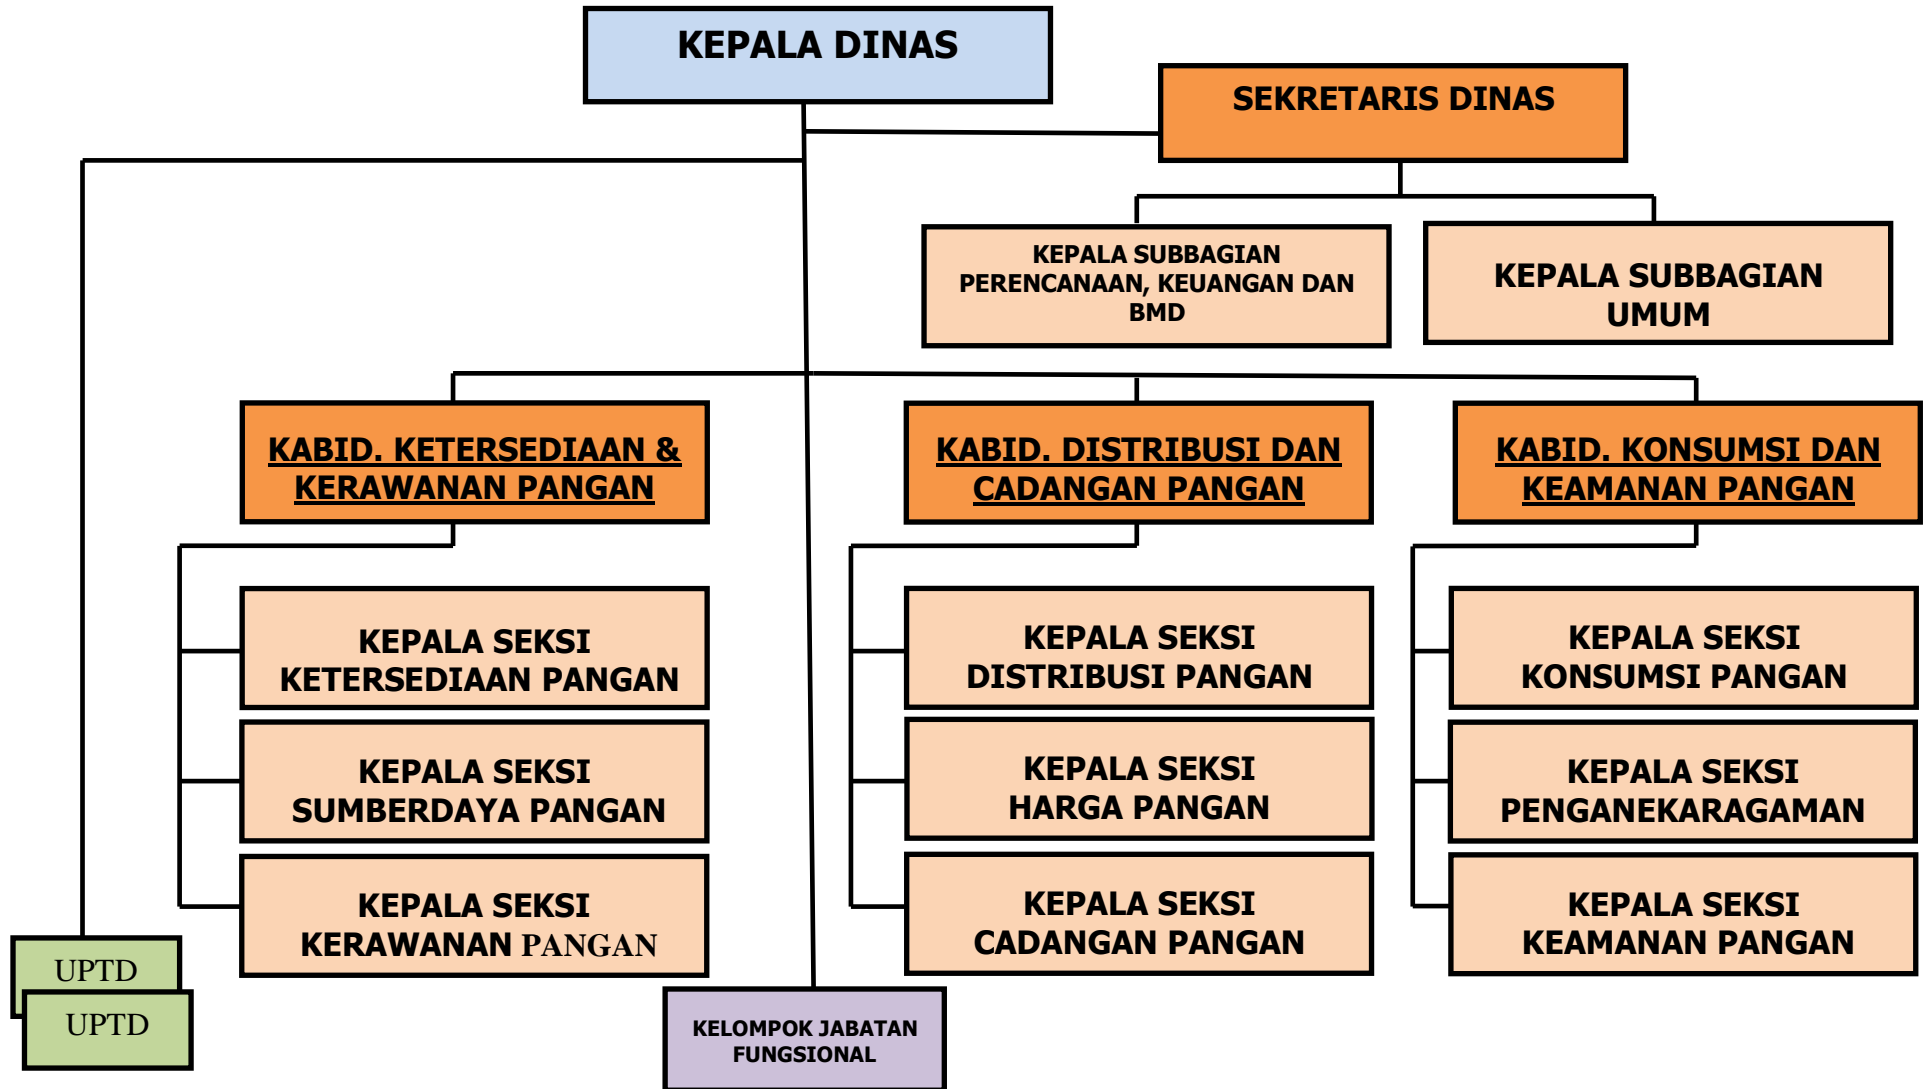 KEPALA DINAS
SEKRETARIS DINAS
KEPALA SUBBAGIAN
PERENCANAAN, KEUANGAN DAN
BMD
KEPALA SUBBAGIAN
UMUM
KABID. KETERSEDIAAN &
KERAWANAN PANGAN
KABID. DISTRIBUSI DAN
CADANGAN PANGAN
KABID. KONSUMSI DAN
KEAMANAN PANGAN
KEPALA SEKSI
KETERSEDIAAN PANGAN
KEPALA SEKSI
DISTRIBUSI PANGAN
KEPALA SEKSI
KONSUMSI PANGAN
KEPALA SEKSI
SUMBERDAYA PANGAN
KEPALA SEKSI
HARGA PANGAN
KEPALA SEKSI
PENGANEKARAGAMAN
KEPALA SEKSI
KERAWANAN PANGAN
KEPALA SEKSI
CADANGAN PANGAN
KEPALA SEKSI
KEAMANAN PANGAN
UPTD
UPTD
KELOMPOK JABATAN
FUNGSIONAL